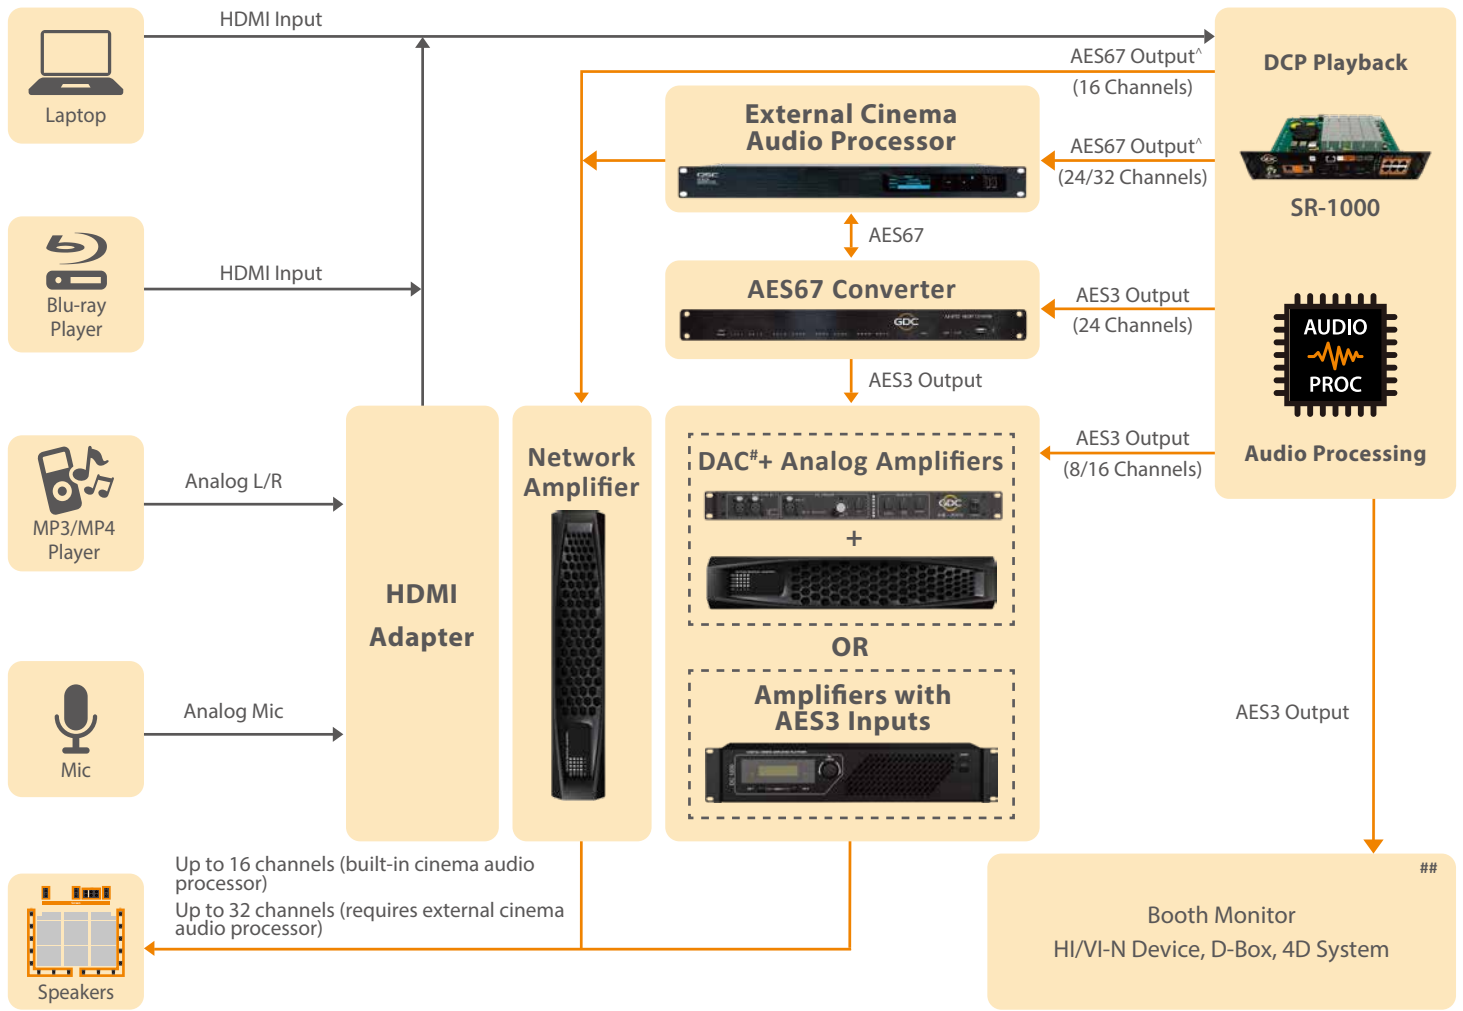 HDMI Input
Laptop
AES67 Output^
(16 Channels)
DCP Playback
External Cinema
Audio Processor
QSC
AES67 Output^
(24/32 Channels)
SR-1000
AES67
HDMI Input
Blu-ray
Player
AES67 Converter
GDC
AES3 Output
(24 Channels)
AUDIO
PROC
AES3 Output
Audio Processing
AES3 Output
(8/16 Channels)
Analog L/R
MP3/MP4
Player
HDMI
Adapter
Network
Amplifier
DAC#+ Analog Amplifiers
GDC
+
OR
Amplifiers with
AES3 Inputs
Analog Mic
Mic
AES3 Output
Up to 16 channels (built-in cinema audio
processor)
Up to 32 channels (requires external cinema
audio processor)
Speakers
##
Booth Monitor
HI/VI-N Device, D-Box, 4D System